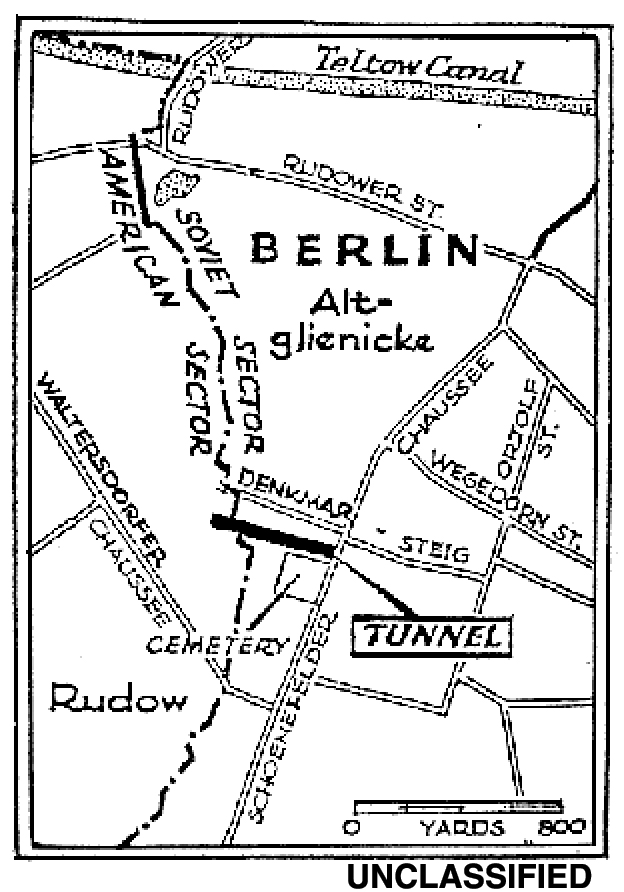 Teltow Canal
RUDOWER
RUDOWER ST.
AMERICAN
SECTOR
SOVIET
SECTOR
BERLIN
Alt-
glienicke
CHAUSSEE
ORTOLF
ST.
WEGEDORN ST.
WALTERSDORFER
CHAUSSEE
DENKMAR
STEIG
CEMETERY
TUNNEL
Rudow
SCHOENEFELDER
0 YARDS 800
UNCLASSIFIED